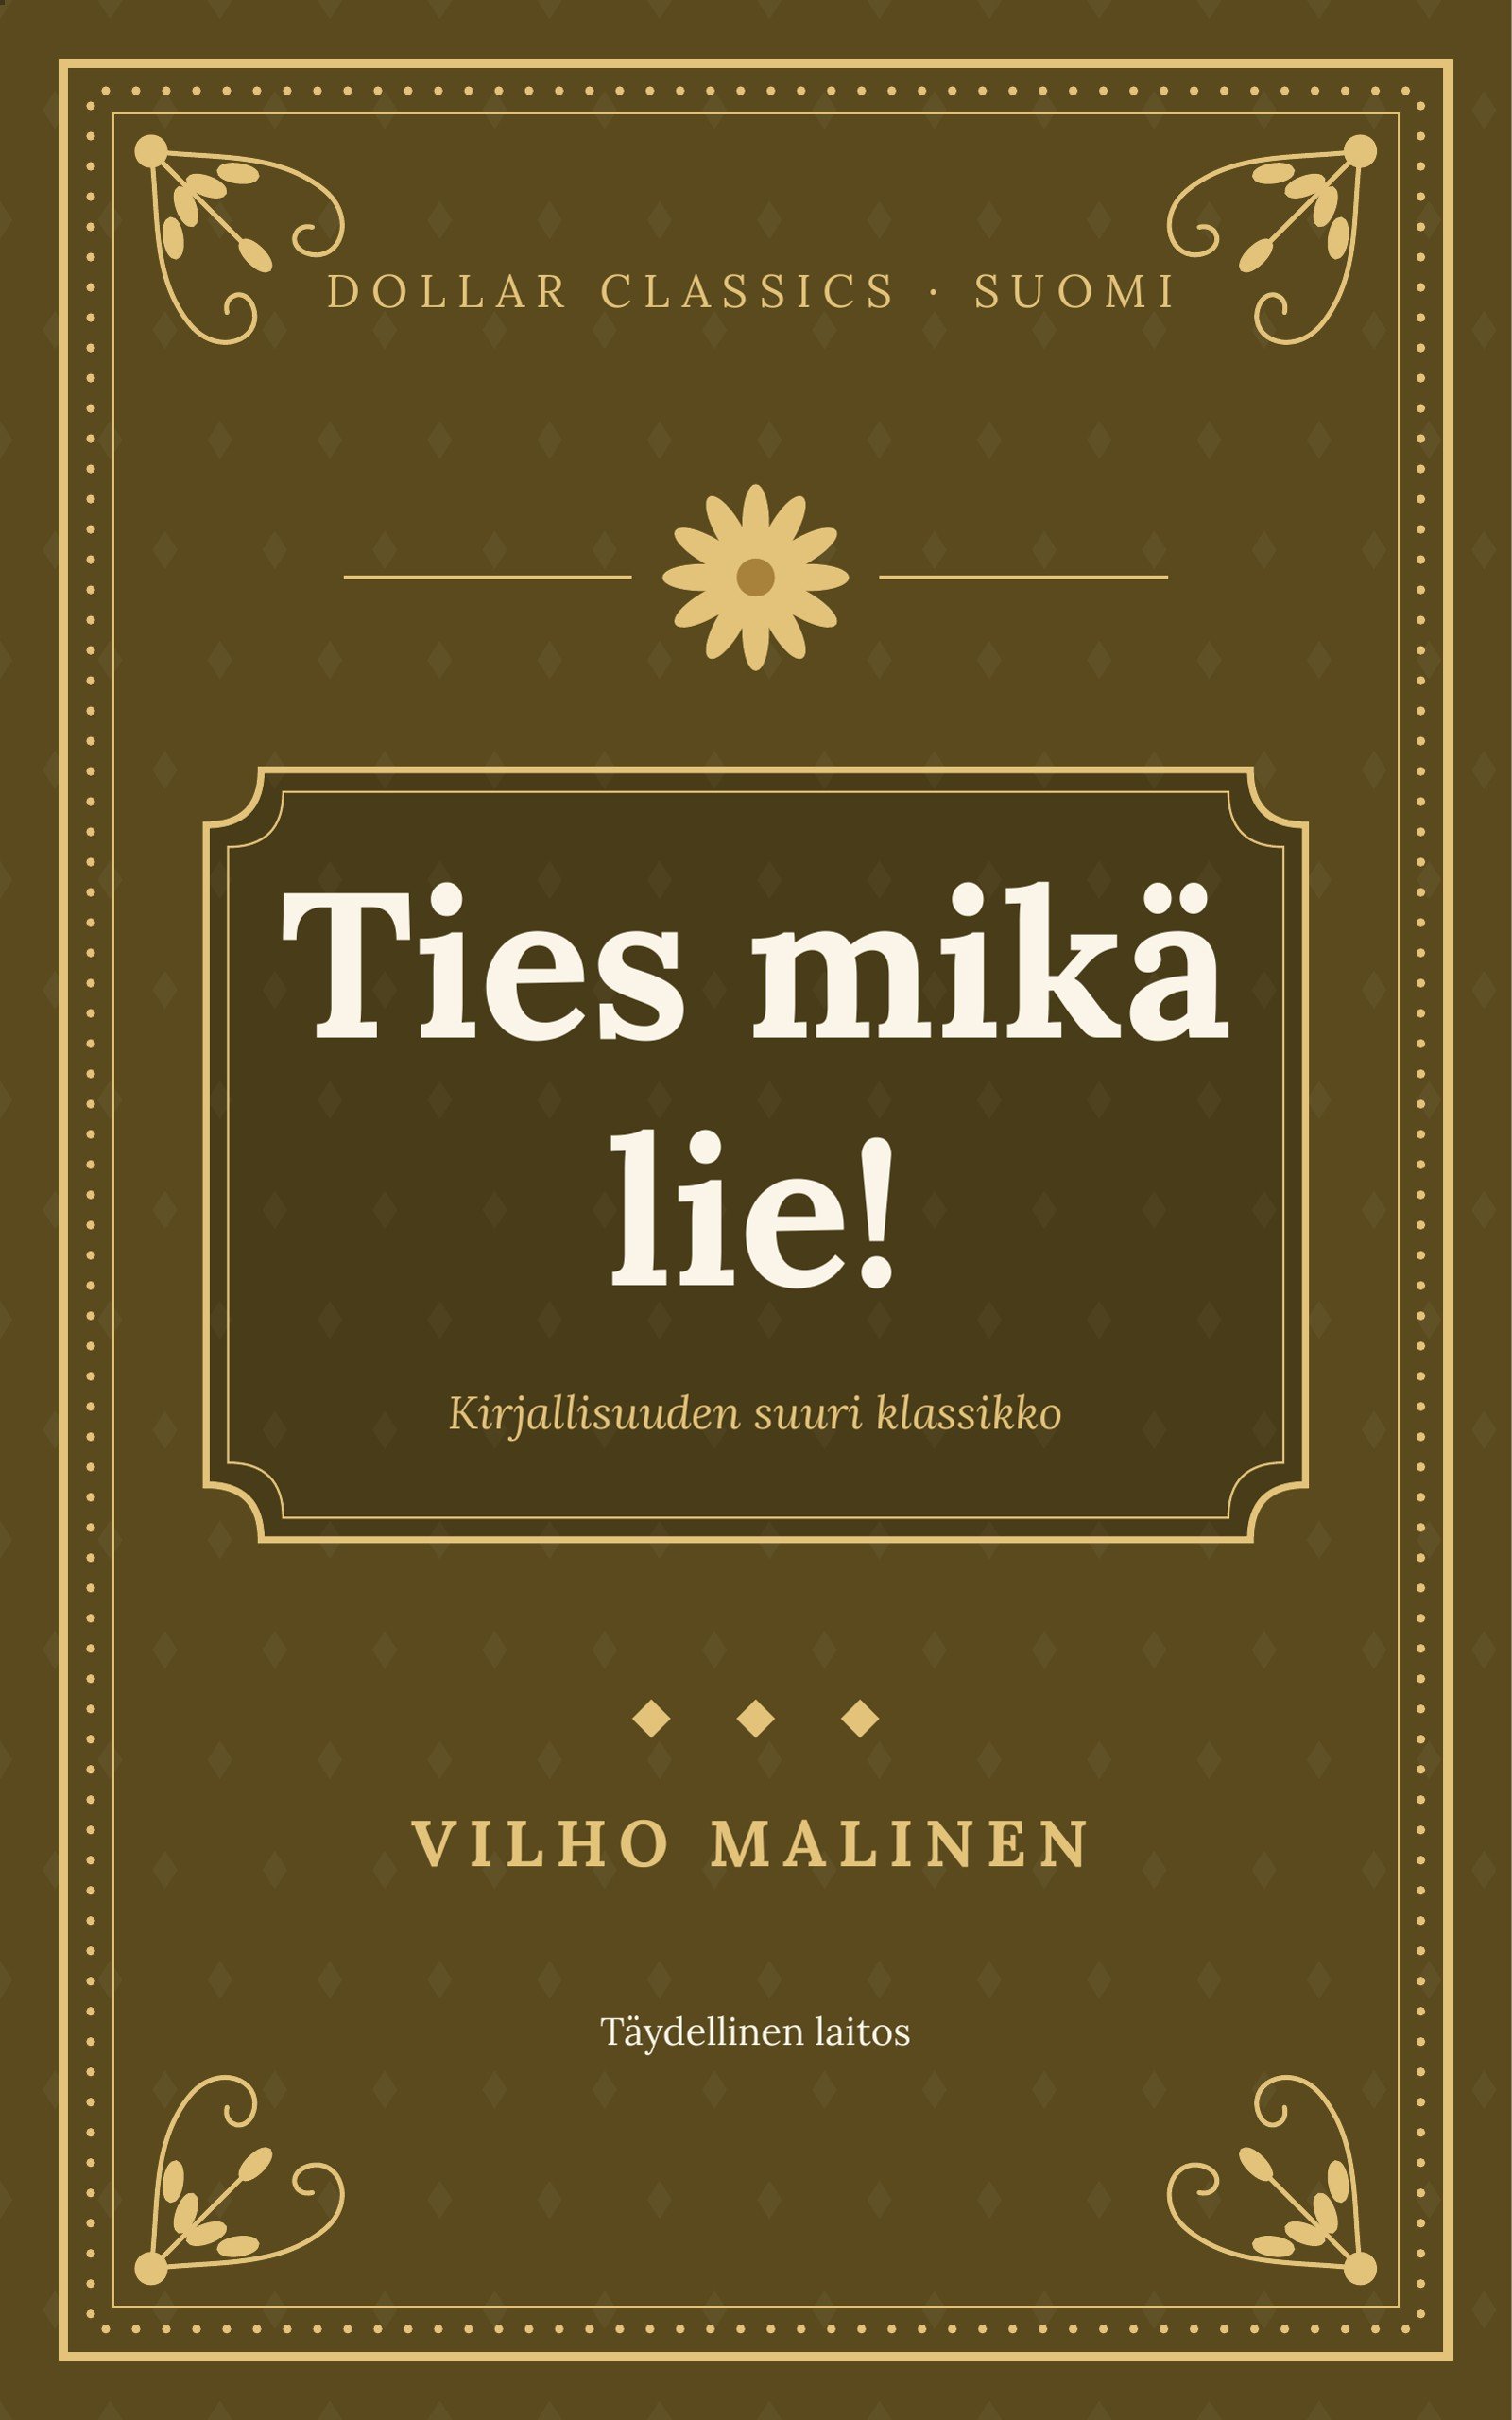 DOLLAR CLASSICS · SUOMI
Ties mikä
lie!
Kirjallisuuden suuri klassikko
VILHO MALINEN
Täydellinen laitos